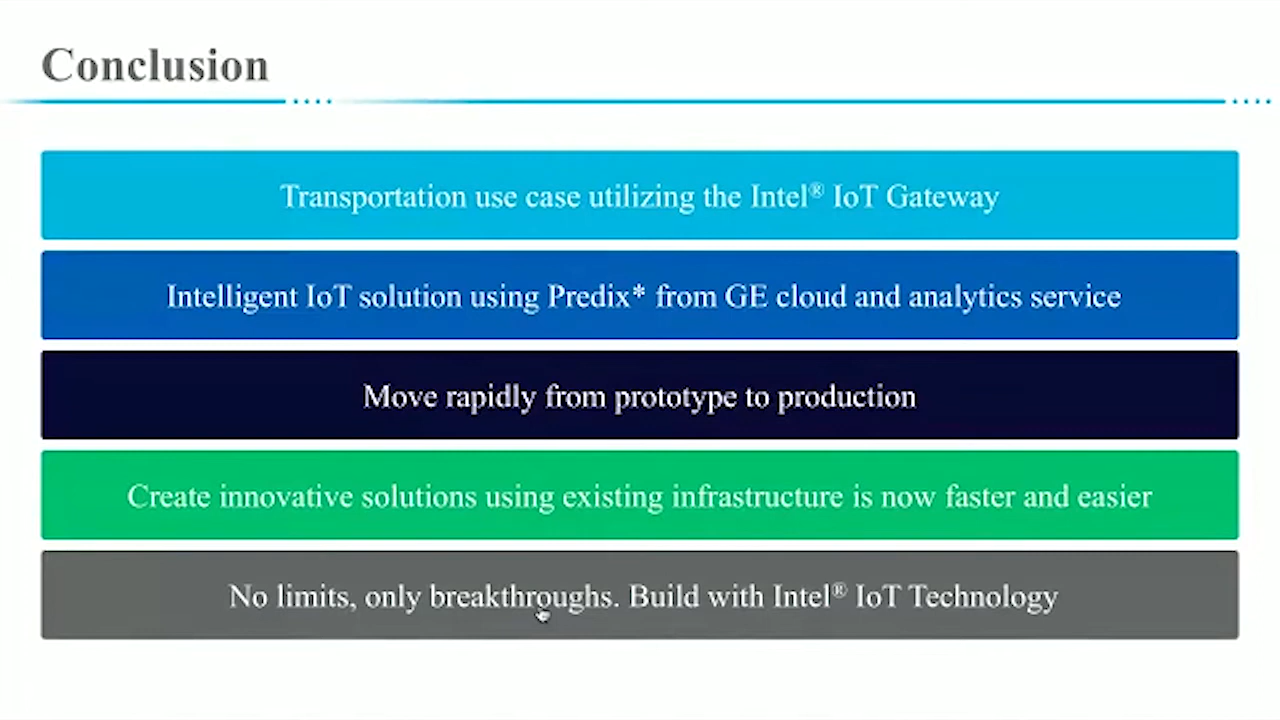 Conclusion
Transportation use case utilizing the Intel® IoT Gateway
Intelligent IoT solution using Predix* from GE cloud and analytics service
Move rapidly from prototype to production
Create innovative solutions using existing infrastructure is now faster and easier
No limits, only breakthroughs. Build with Intel® IoT Technology